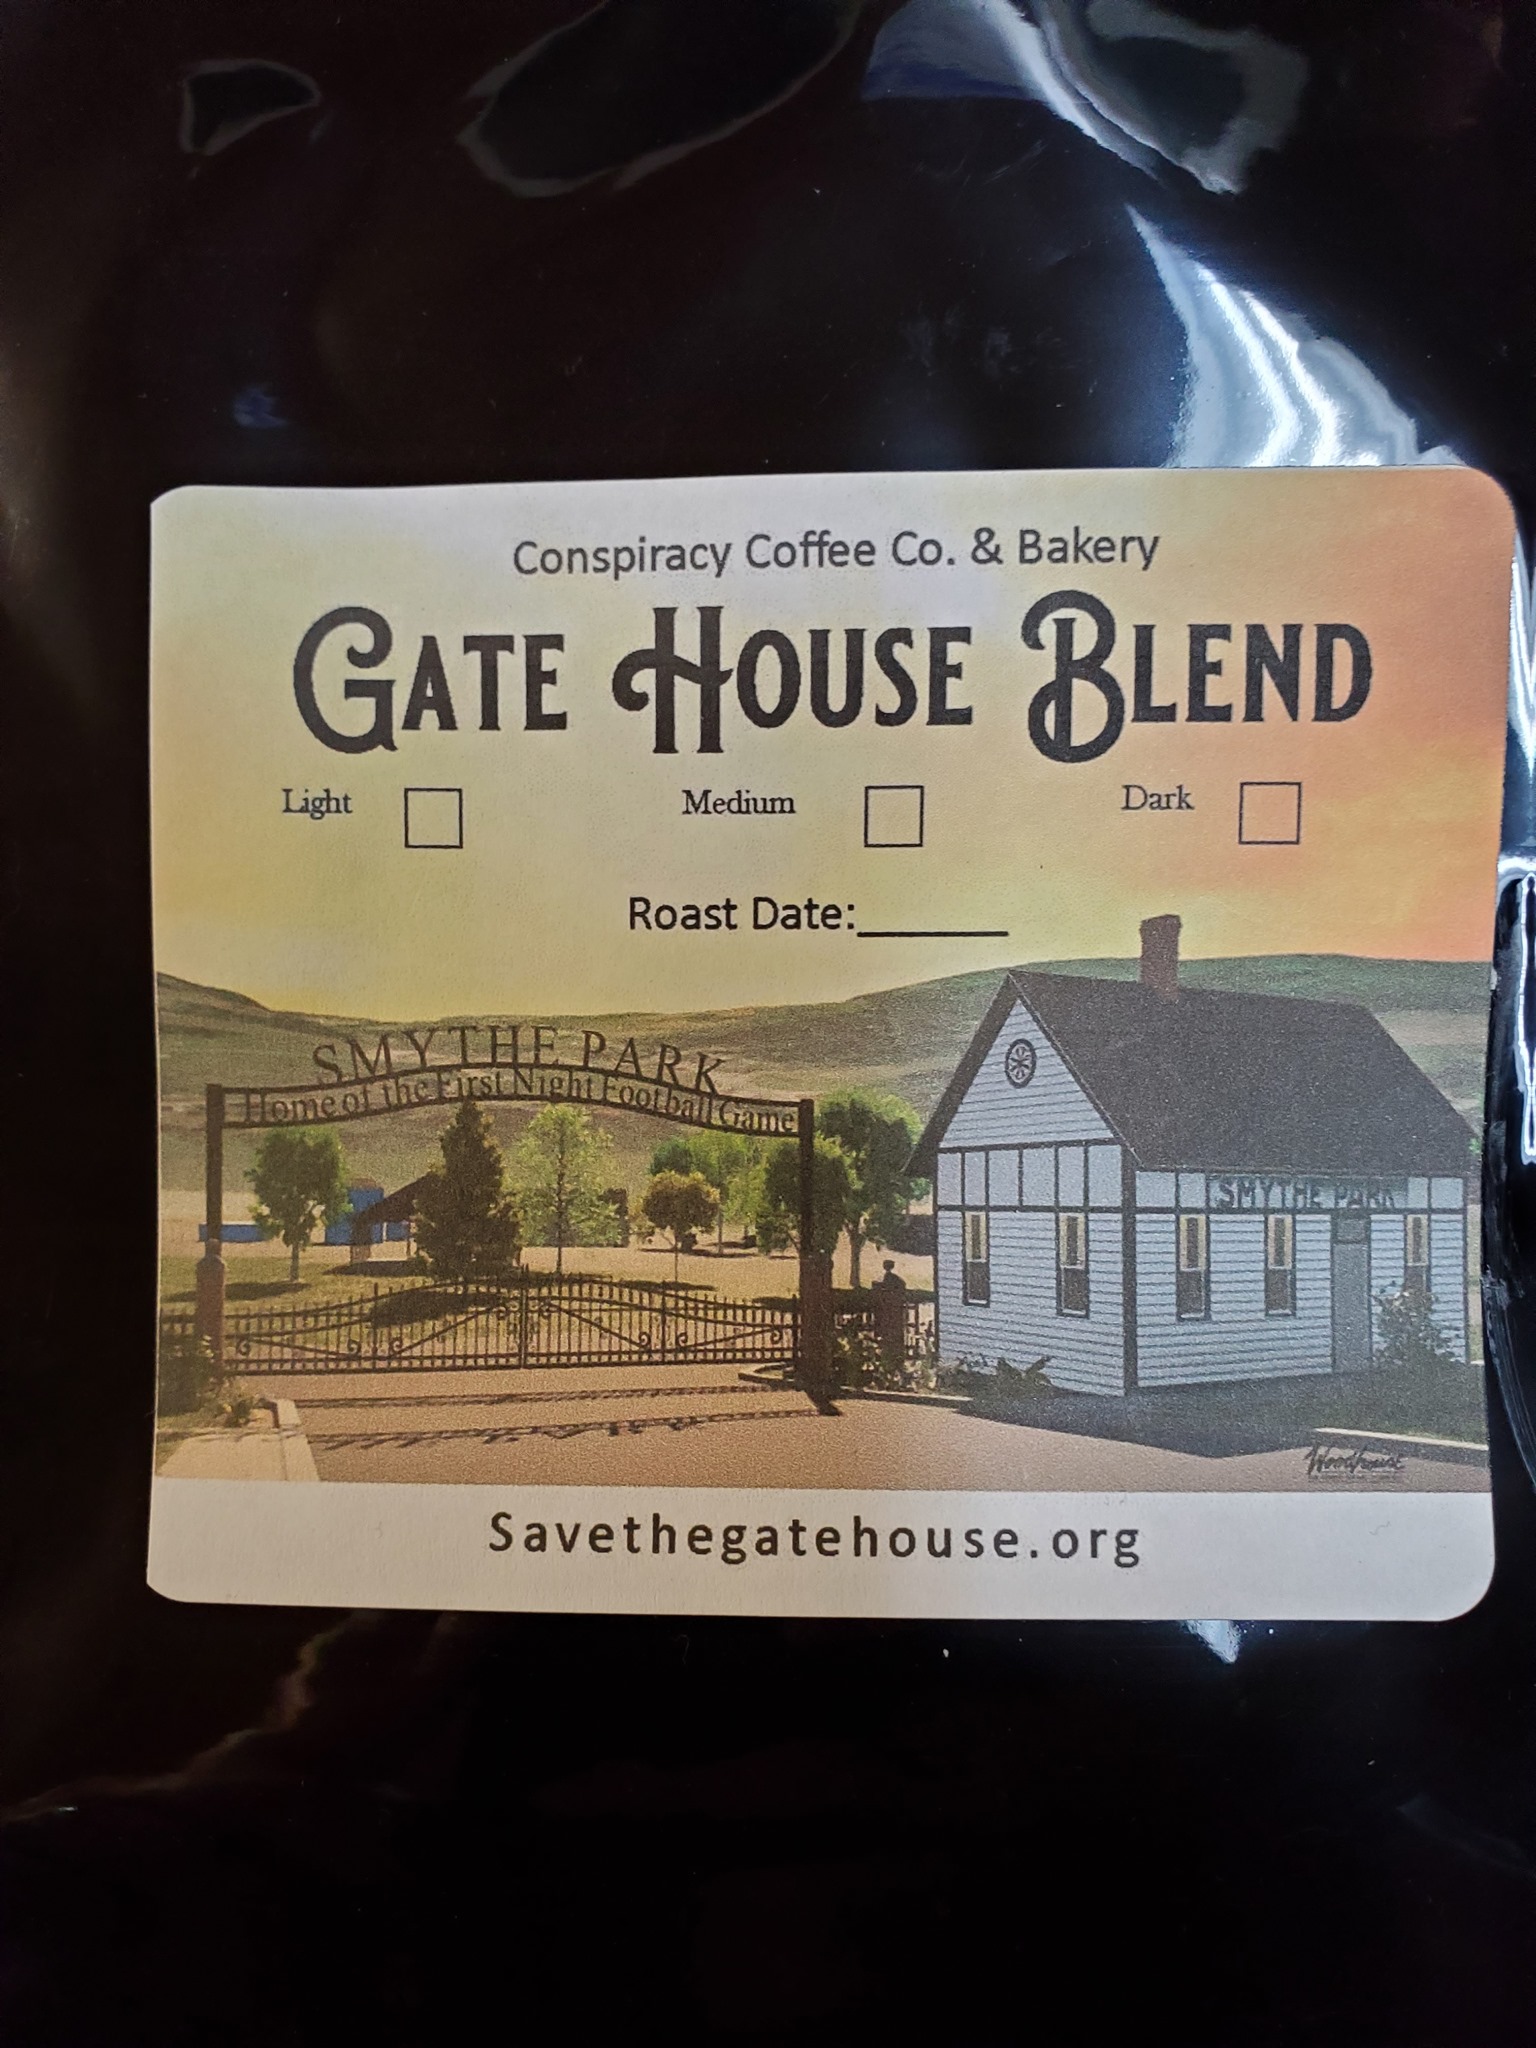 Conspiracy Coffee Co. & Bakery
GATE HOUSE BLEND
Light Medium Dark
Roast Date:______
SMYTHE PARK
Home of the First Night Football Game
SMYTHE PARK
Woodhouse
Savethegatehouse.org